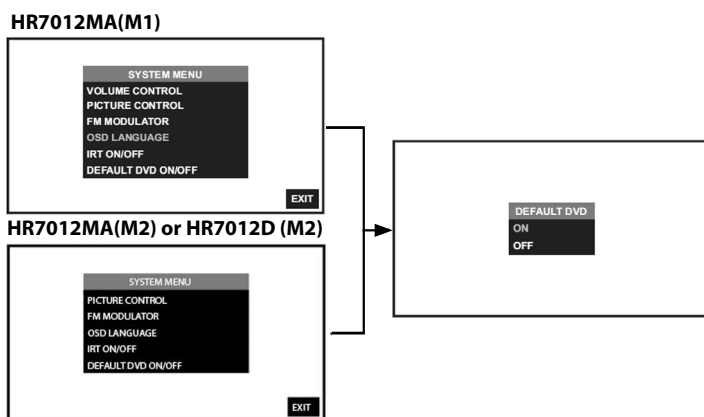 HR7012MA(M1)
SYSTEM MENU
VOLUME CONTROL
PICTURE CONTROL
FM MODULATOR
OSD LANGUAGE
IRT ON/OFF
DEFAULT DVD ON/OFF
EXIT
HR7012MA(M2) or HR7012D (M2)
SYSTEM MENU
PICTURE CONTROL
FM MODULATOR
OSD LANGUAGE
IRT ON/OFF
DEFAULT DVD ON/OFF
EXIT
DEFAULT DVD
ON
OFF